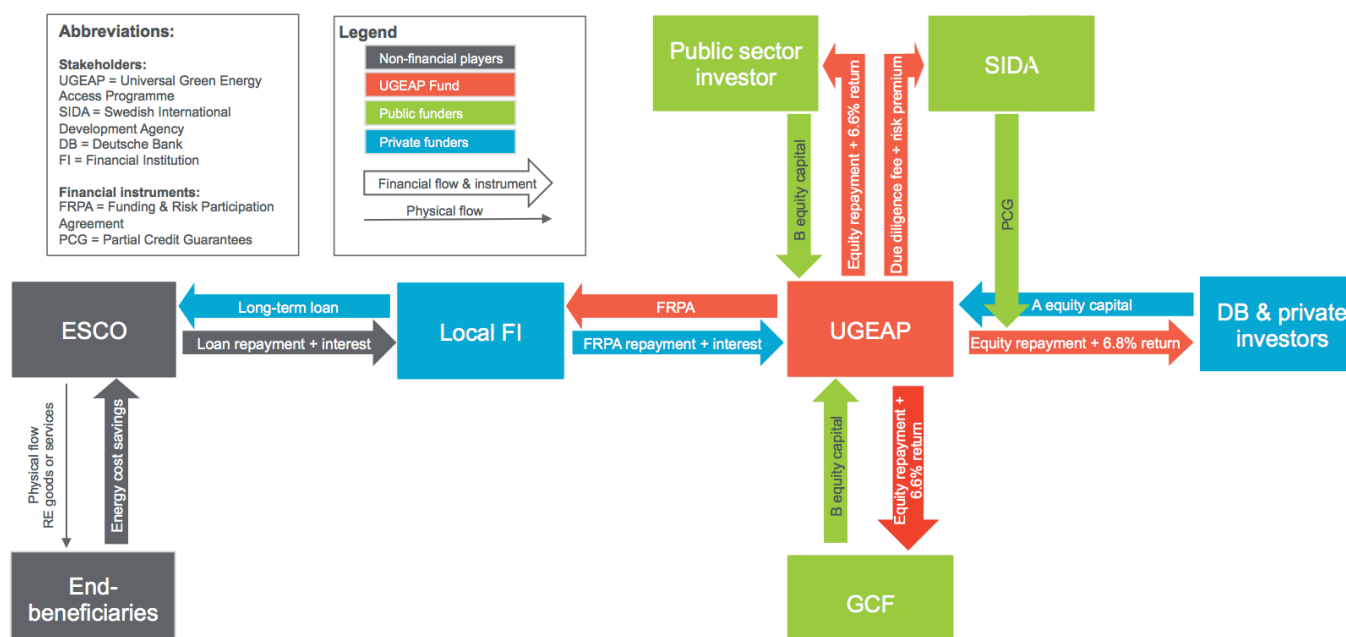 Abbreviations:
Stakeholders:
UGEAP = Universal Green Energy
Access Programme
SIDA = Swedish International
Development Agency
DB = Deutsche Bank
FI = Financial Institution
Financial instruments:
FRPA = Funding & Risk Participation
Agreement
PCG = Partial Credit Guarantees
Legend
Non-financial players
UGEAP Fund
Public funders
Private funders
Financial flow & instrument
Physical flow
Public sector
investor
SIDA
B equity capital
Equity repayment + 6.6% return
Due diligence fee + risk premium
PCG
ESCO
Long-term loan
Loan repayment + interest
Local FI
FRPA
FRPA repayment + interest
UGEAP
A equity capital
Equity repayment + 6.8% return
DB & private
investors
Physical flow
RE goods or services
Energy cost savings
B equity capital
Equity repayment +
6.6% return
End-
beneficiaries
GCF